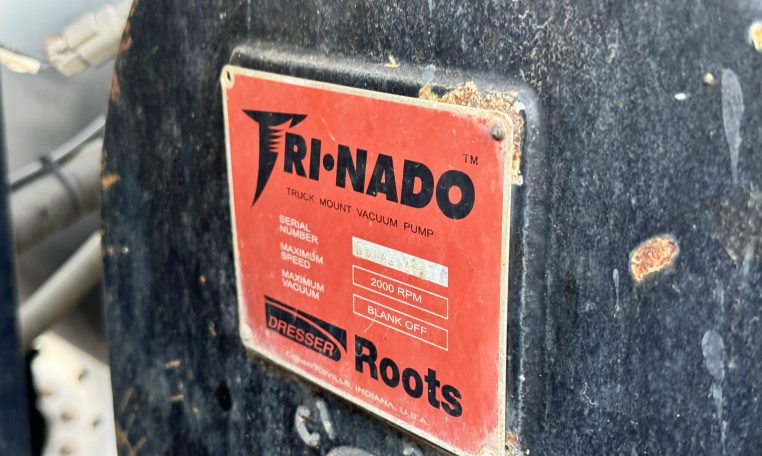 TRI•NADO ™
TRUCK MOUNT VACUUM PUMP
SERIAL
NUMBER
MAXIMUM
SPEED
2000 RPM
MAXIMUM
VACUUM
BLANK OFF
DRESSER
Roots
CONNERSVILLE, INDIANA, U.S.A.